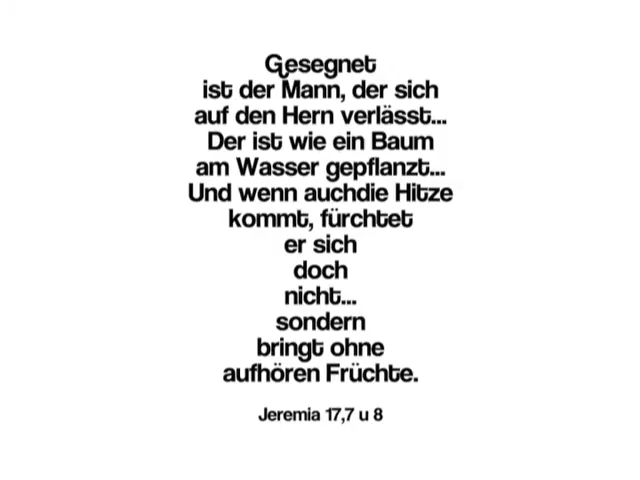 Gesegnet
ist der Mann, der sich
auf den Hern verlässt...
Der ist wie ein Baum
am Wasser gepflanzt...
Und wenn auchdie Hitze
kommt, fürchtet
er sich
doch
nicht...
sondern
bringt ohne
aufhören Früchte.
Jeremia 17,7 u 8